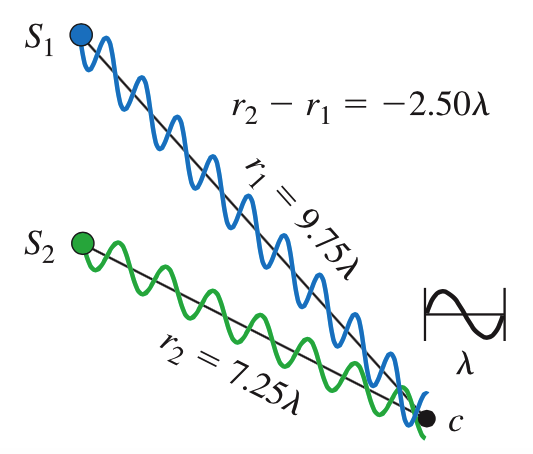 S₁
r₂ − r₁ = −2.50λ
r₁ = 9.75λ
S₂
r₂ = 7.25λ
λ
c